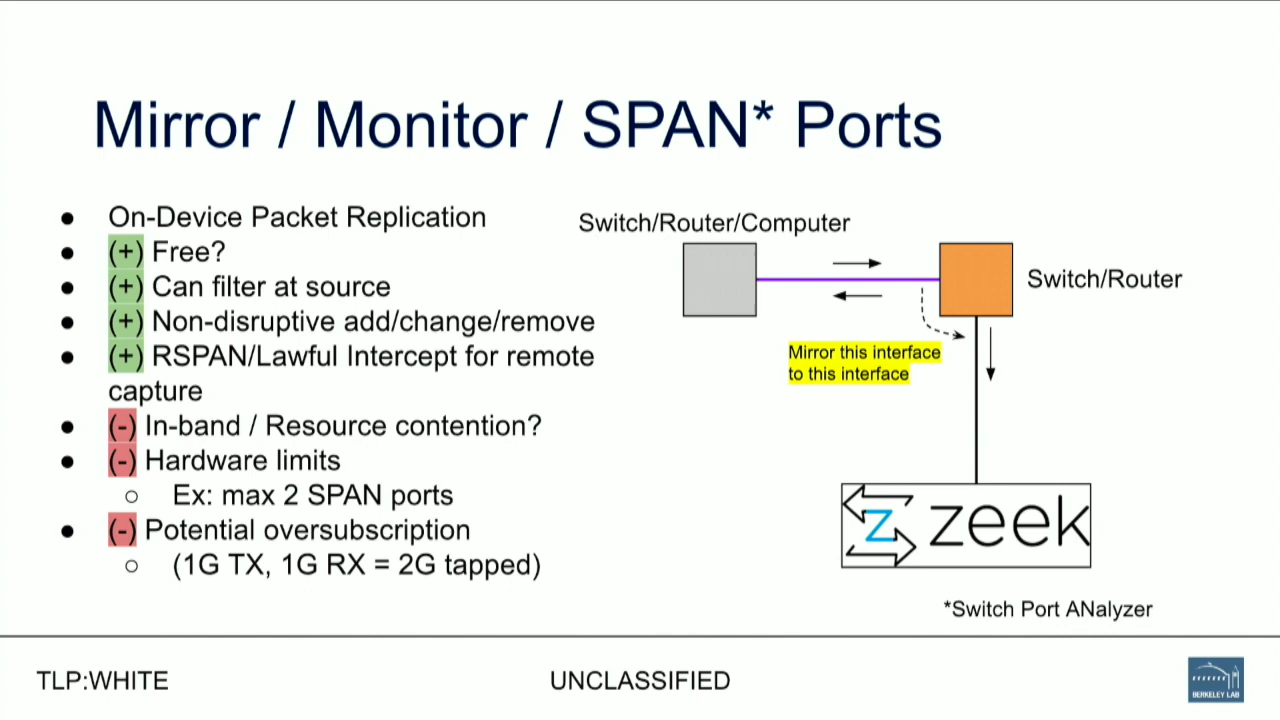 Mirror / Monitor / SPAN* Ports
● On-Device Packet Replication
● (+) Free?
● (+) Can filter at source
● (+) Non-disruptive add/change/remove
● (+) RSPAN/Lawful Intercept for remote
capture
● (-) In-band / Resource contention?
● (-) Hardware limits
○ Ex: max 2 SPAN ports
● (-) Potential oversubscription
○ (1G TX, 1G RX = 2G tapped)
Switch/Router/Computer
Switch/Router
Mirror this interface
to this interface
z zeek
*Switch Port ANalyzer
TLP:WHITE
UNCLASSIFIED
BERKELEY LAB